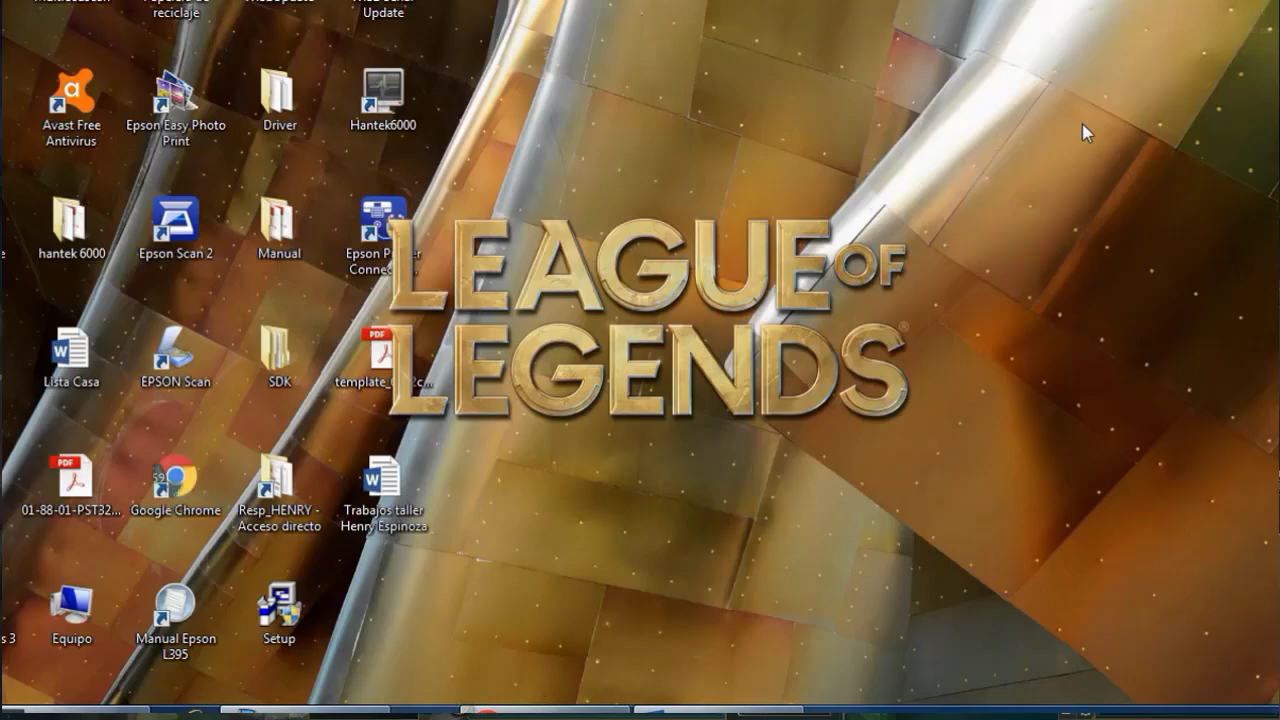 reciclaje
Update
Avast Free
Antivirus
Epson Easy Photo
Print
Driver
Hantek6000
hantek 6000
Epson Scan 2
Manual
LEAGUE OF
LEGENDS®
Lista Casa
EPSON Scan
SDK
01-88-01-PST32...
Google Chrome
Resp_HENRY -
Acceso directo
Trabajos taller
Henry Espinoza
Equipo
Manual Epson
L395
Setup